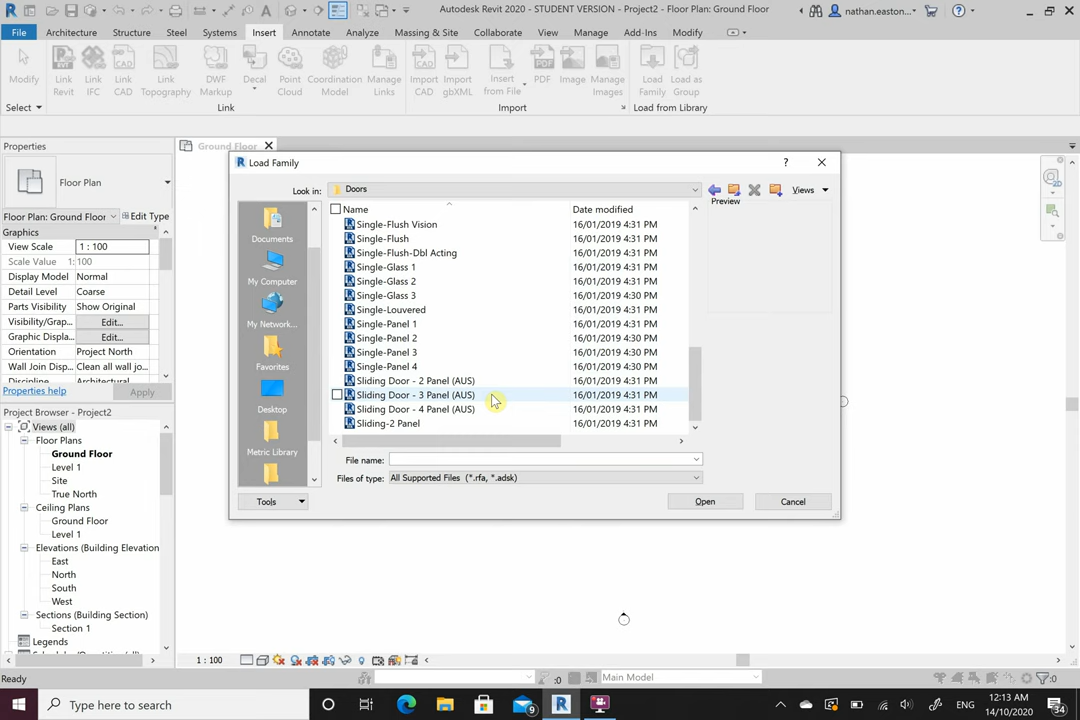 Autodesk Revit 2020 - STUDENT VERSION - Project2 - Floor Plan: Ground Floor
nathan.easton...
File Architecture Structure Steel Systems Insert Annotate Analyze Massing & Site Collaborate View Manage Add-Ins Modify
Modify
Link Revit
Link IFC
Link CAD
Link Topography
DWF Markup
Decal
Point Cloud
Coordination Model
Manage Links
Import CAD
Import gbXML
Insert from File
PDF
Image
Manage Images
Load Family
Load as Group
Select
Link
Import
Load from Library
Properties
Ground Floor
Floor Plan
Floor Plan: Ground Floor
Edit Type
Graphics
View Scale 1 : 100
Scale Value 1: 100
Display Model Normal
Detail Level Coarse
Parts Visibility Show Original
Visibility/Grap... Edit...
Graphic Displa... Edit...
Orientation Project North
Wall Join Disp... Clean all wall jo...
Discipline Architectural
Properties help
Apply
Project Browser - Project2
Views (all)
Floor Plans
Ground Floor
Level 1
Site
True North
Ceiling Plans
Ground Floor
Level 1
Elevations (Building Elevation
East
North
South
West
Sections (Building Section)
Section 1
Legends
Load Family
Look in: Doors
Views
Preview
Documents
My Computer
My Network...
Favorites
Desktop
Metric Library
Name Date modified
Single-Flush Vision 16/01/2019 4:31 PM
Single-Flush 16/01/2019 4:31 PM
Single-Flush-Dbl Acting 16/01/2019 4:31 PM
Single-Glass 1 16/01/2019 4:31 PM
Single-Glass 2 16/01/2019 4:31 PM
Single-Glass 3 16/01/2019 4:30 PM
Single-Louvered 16/01/2019 4:31 PM
Single-Panel 1 16/01/2019 4:31 PM
Single-Panel 2 16/01/2019 4:30 PM
Single-Panel 3 16/01/2019 4:30 PM
Single-Panel 4 16/01/2019 4:30 PM
Sliding Door - 2 Panel (AUS) 16/01/2019 4:31 PM
Sliding Door - 3 Panel (AUS) 16/01/2019 4:31 PM
Sliding Door - 4 Panel (AUS) 16/01/2019 4:31 PM
Sliding-2 Panel 16/01/2019 4:31 PM
File name:
Files of type: All Supported Files (*.rfa, *.adsk)
Tools
Open
Cancel
1 : 100
Ready
:0
Main Model
:0
Type here to search
9
ENG
12:13 AM
14/10/2020
34